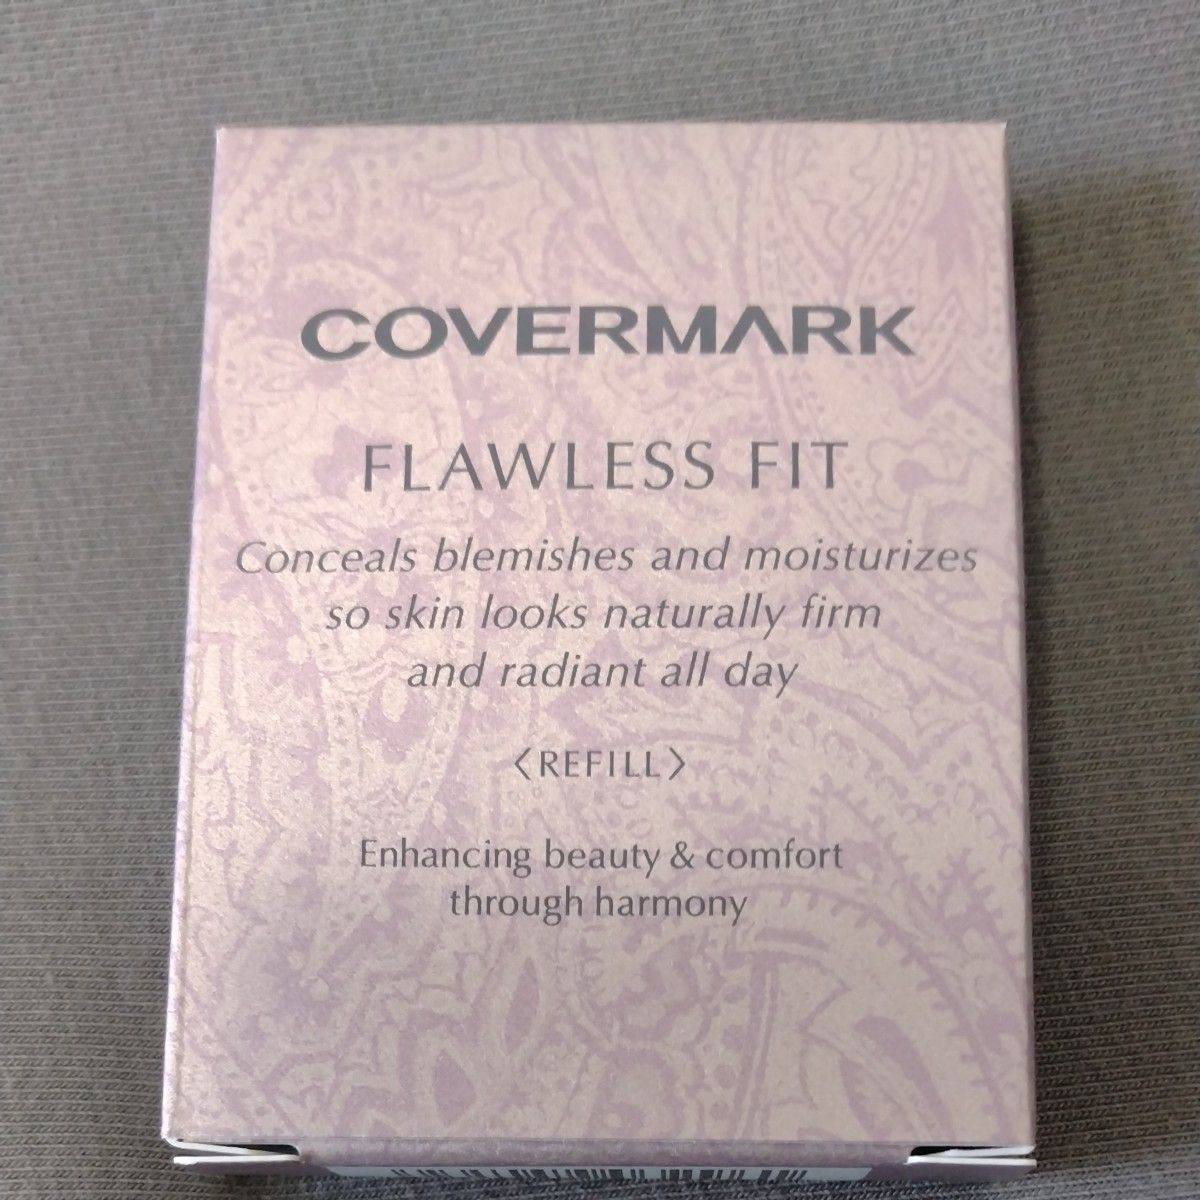 COVERMARK
FLAWLESS FIT
Conceals blemishes and moisturizes
so skin looks naturally firm
and radiant all day
〈REFILL〉
Enhancing beauty & comfort
through harmony